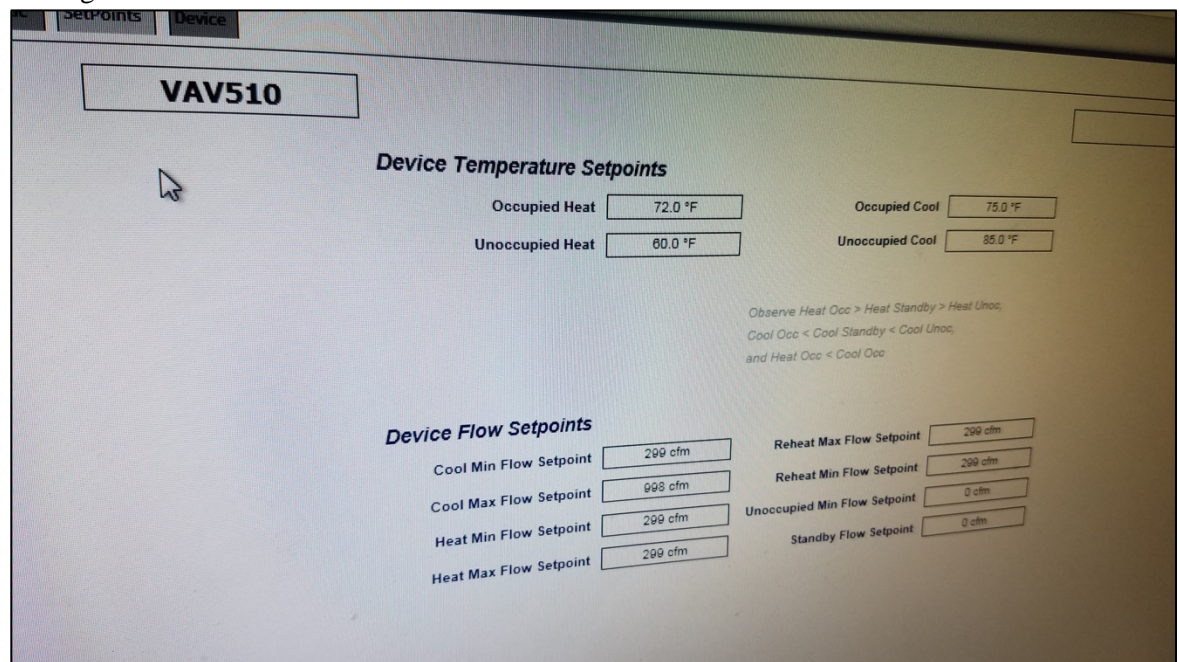 SetPoints Device
VAV510
Device Temperature Setpoints
Occupied Heat 72.0 °F Occupied Cool 75.0 °F
Unoccupied Heat 60.0 °F Unoccupied Cool 85.0 °F
Observe Heat Occ > Heat Standby > Heat Unoc,
Cool Occ < Cool Standby < Cool Unoc,
and Heat Occ < Cool Occ
Device Flow Setpoints
Cool Min Flow Setpoint 299 cfm Reheat Max Flow Setpoint 299 cfm
Cool Max Flow Setpoint 998 cfm Reheat Min Flow Setpoint 299 cfm
Heat Min Flow Setpoint 299 cfm Unoccupied Min Flow Setpoint 0 cfm
Heat Max Flow Setpoint 299 cfm Standby Flow Setpoint 0 cfm